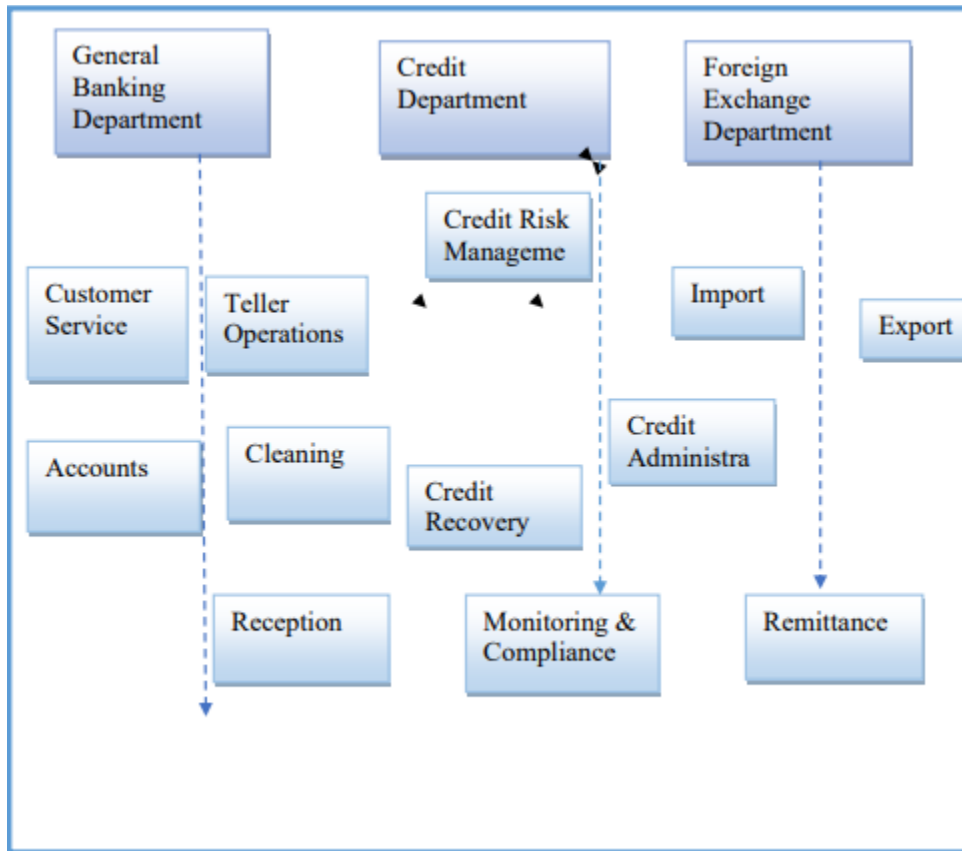 General
Banking
Department
Credit
Department
Foreign
Exchange
Department
Credit Risk
Manageme
Customer
Service
Teller
Operations
Import
Export
Accounts
Cleaning
Credit
Recovery
Credit
Administra
Reception
Monitoring &
Compliance
Remittance